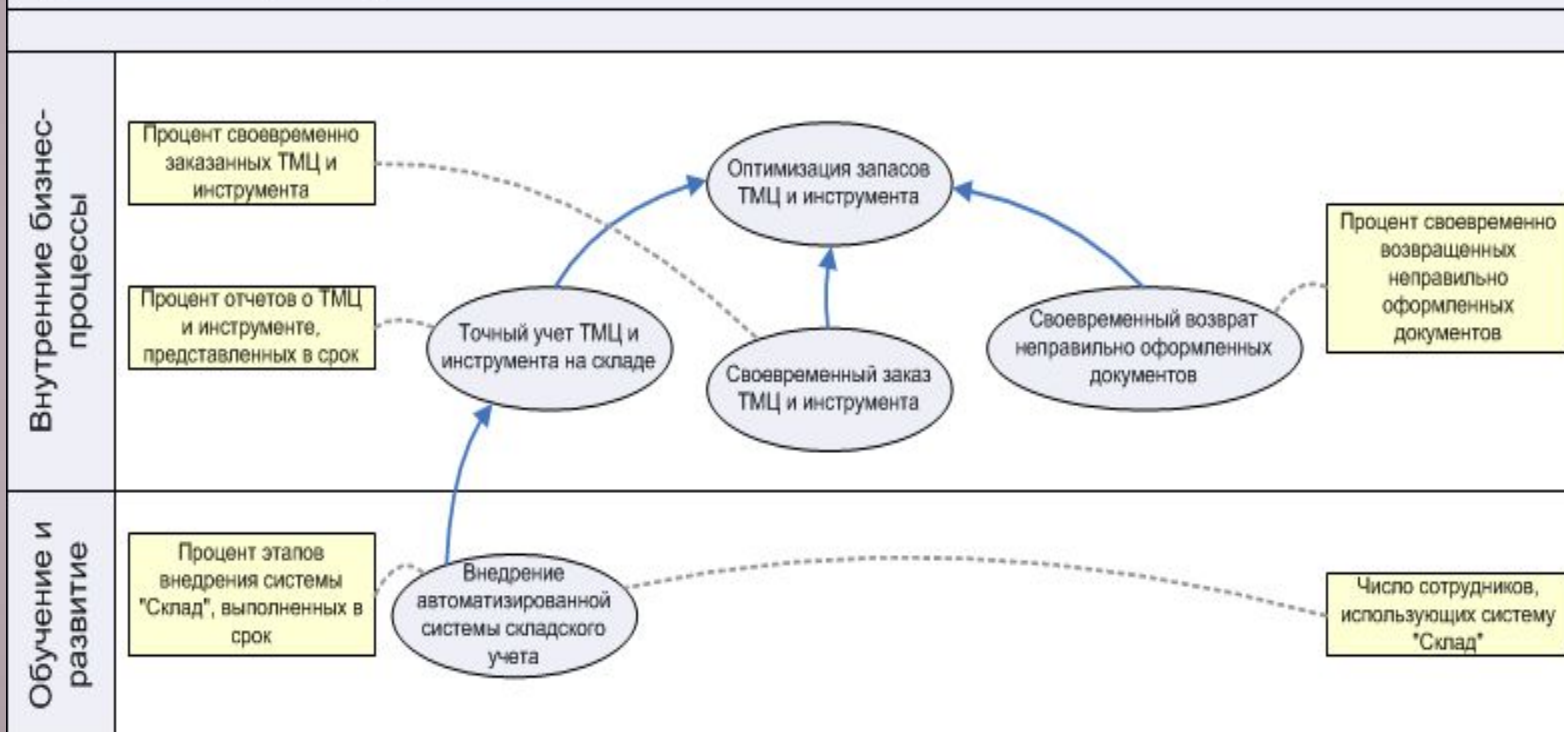 Внутренние бизнес-
процессы
Процент своевременно
заказанных ТМЦ и
инструмента
Оптимизация запасов
ТМЦ и инструмента
Процент своевременно
возвращенных
неправильно
оформленных
документов
Процент отчетов о ТМЦ
и инструменте,
представленных в срок
Точный учет ТМЦ и
инструмента на складе
Своевременный заказ
ТМЦ и инструмента
Своевременный возврат
неправильно оформленных
документов
Обучение и
развитие
Процент этапов
внедрения системы
"Склад", выполненных в
срок
Внедрение
автоматизированной
системы складского
учета
Число сотрудников,
использующих систему
"Склад"